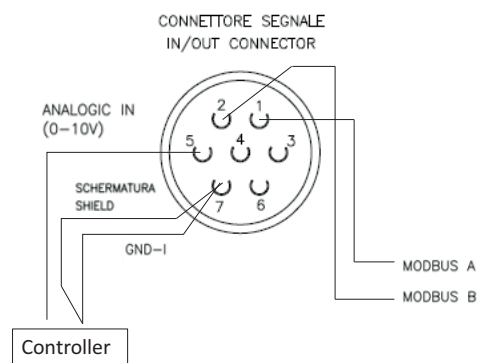 CONNETTORE SEGNALE
IN/OUT CONNECTOR
ANALOGIC IN
(0-10V)
2
1
5
4
3
SCHERMATURA
SHIELD
7
6
GND-I
MODBUS A
MODBUS B
Controller